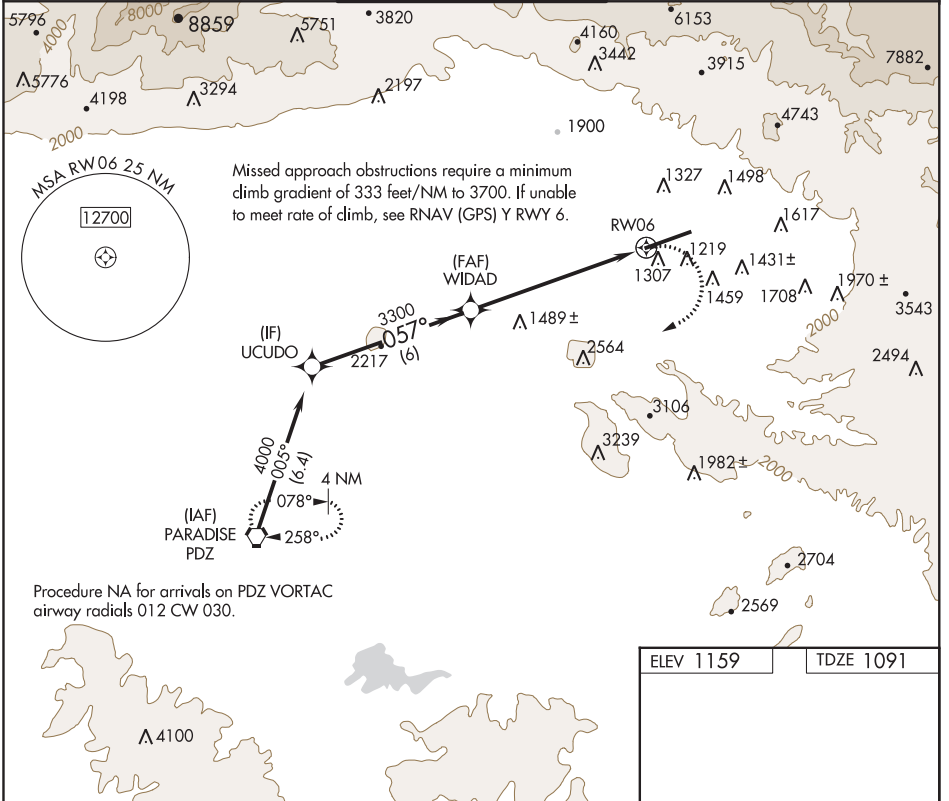 5796
8000
8859
5751
3820
6153
4000
4160
3442
3915
7882
5776
4198
3294
2197
4743
2000
1900
MSA RW06 25 NM
12700
Missed approach obstructions require a minimum
climb gradient of 333 feet/NM to 3700. If unable
to meet rate of climb, see RNAV (GPS) Y RWY 6.
1327
1498
1617
RW06
1219
1307
1431±
1459
1708
1970 ±
3543
2000
2494
(FAF)
WIDAD
3300
057°
(6)
1489 ±
(IF)
UCUDO
2217
2564
3106
3239
1982 ±
2000
4000
005°
(6.4)
4 NM
078°
258°
(IAF)
PARADISE
PDZ
2704
2569
Procedure NA for arrivals on PDZ VORTAC
airway radials 012 CW 030.
ELEV 1159
TDZE 1091
4100